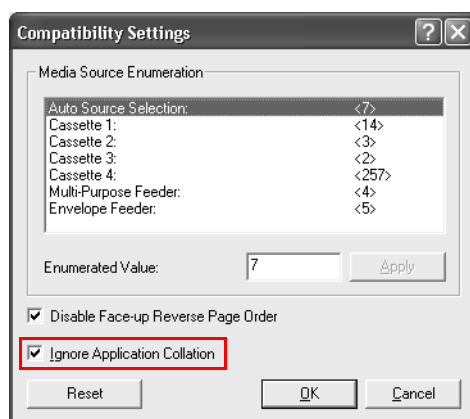 Compatibility Settings
Media Source Enumeration
Auto Source Selection: <7>
Cassette 1: <14>
Cassette 2: <3>
Cassette 3: <2>
Cassette 4: <257>
Multi-Purpose Feeder: <4>
Envelope Feeder: <5>
Enumerated Value: 7 Apply
Disable Face-up Reverse Page Order
Ignore Application Collation
Reset OK Cancel